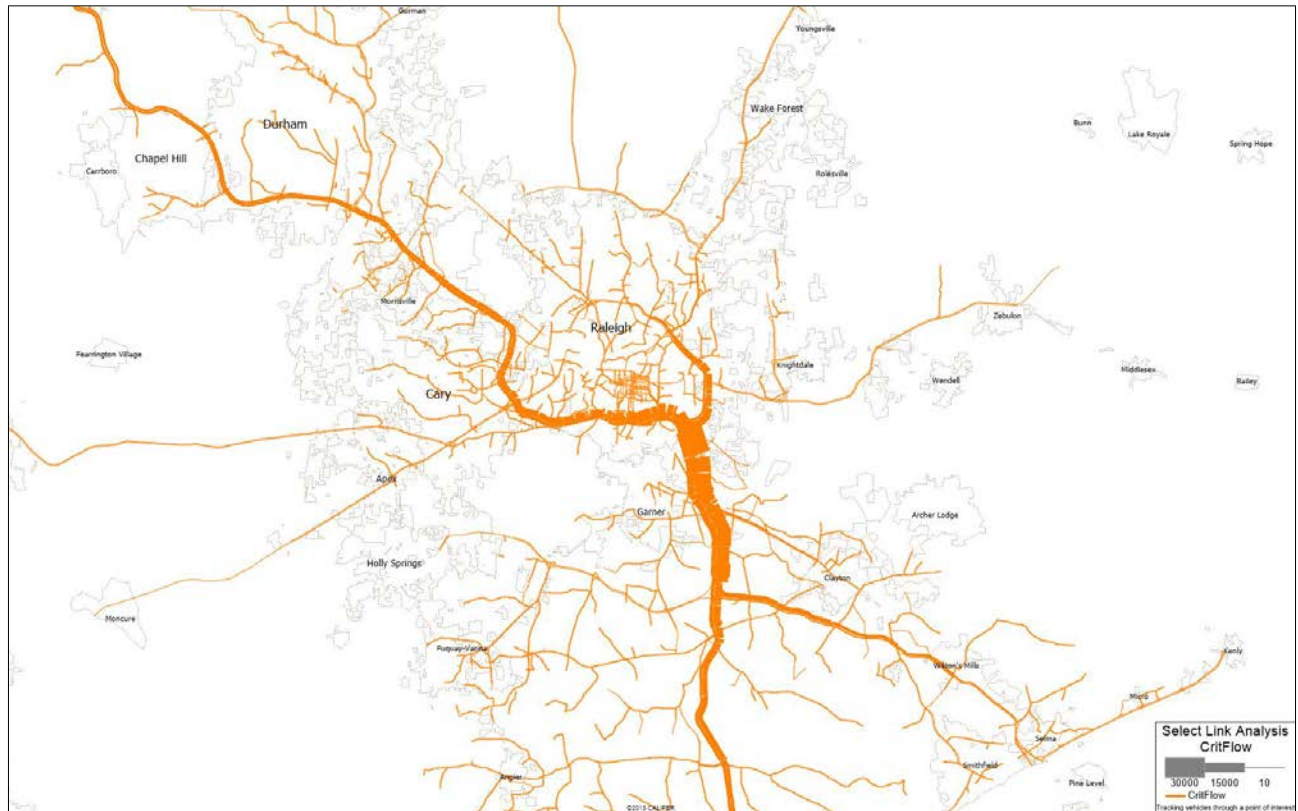 Gorman
Youngsville
Wake Forest
Bunn
Lake Royale
Spring Hope
Durham
Chapel Hill
Carrboro
Rolesville
Morrisville
Raleigh
Zebulon
Fearrington Village
Knightdale
Wendell
Middlesex
Bailey
Cary
Apex
Garner
Archer Lodge
Holly Springs
Clayton
Moncure
Fuquay-Varina
Wilson's Mills
Kenly
Micro
Selma
Smithfield
Angier
Pine Level
Select Link Analysis
CritFlow
30000 15000 10
CritFlow
Tracking vehicles through a point of interest
©2013 CALIPER